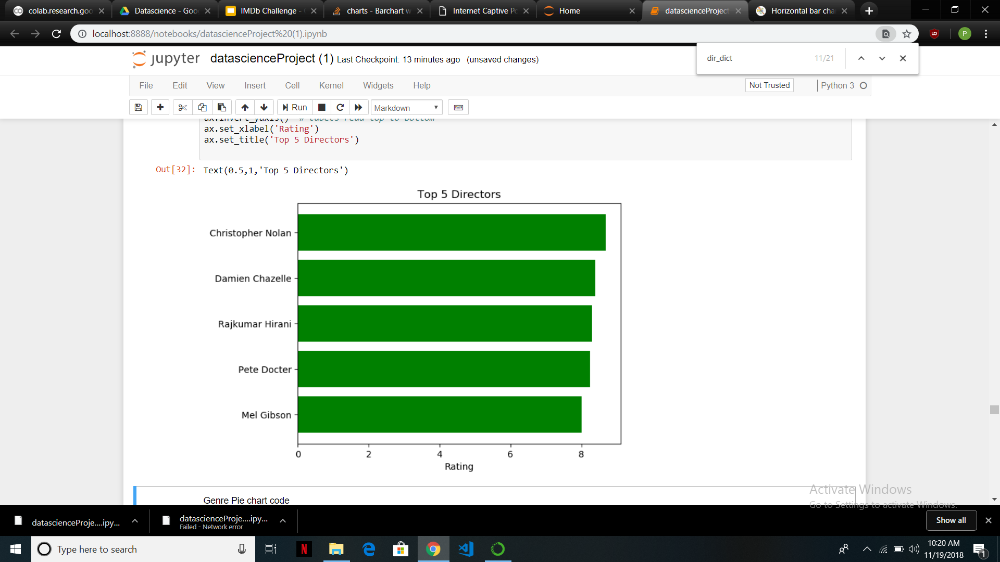 colab.research.goo
Datascience - Goo
IMDb Challenge -
charts - Barchart w
Internet Captive Po
Home
datascienceProject
Horizontal bar cha
localhost:8888/notebooks/datascienceProject%20(1).ipynb
P
dir_dict 11/21
jupyter datascienceProject (1) Last Checkpoint: 13 minutes ago (unsaved changes)
File Edit View Insert Cell Kernel Widgets Help Not Trusted Python 3
Run Markdown
ax.invert_yaxis() # labels read top to bottom
ax.set_xlabel('Rating')
ax.set_title('Top 5 Directors')
Out[32]: Text(0.5,1,'Top 5 Directors')
Top 5 Directors
Christopher Nolan
Damien Chazelle
Rajkumar Hirani
Pete Docter
Mel Gibson
0 2 4 6 8
Rating
Genre Pie chart code
Activate Windows
Go to Settings to activate Windows.
datascienceProje....ipy...
datascienceProje....ipy...
Failed - Network error
Show all
Type here to search
N
10:20 AM
11/19/2018
1